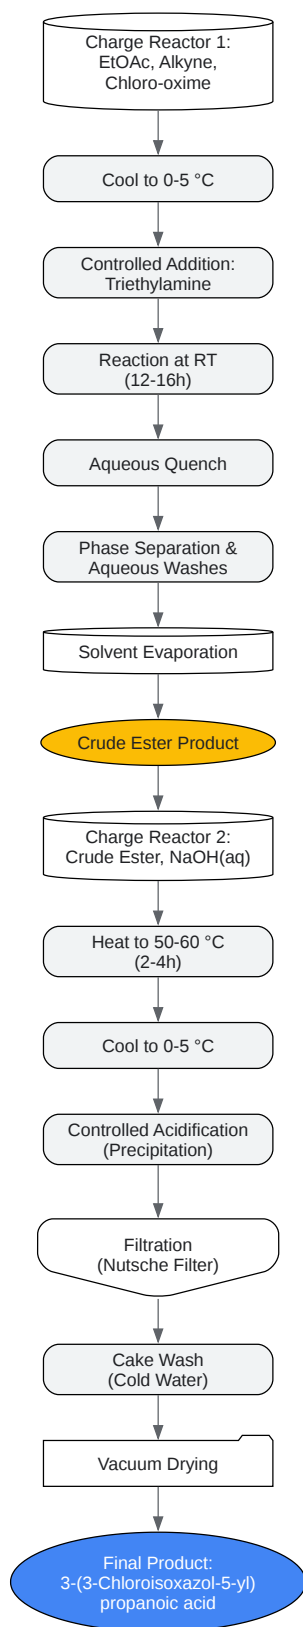 Charge Reactor 1:
EtOAc, Alkyne,
Chloro-oxime
Cool to 0-5 °C
Controlled Addition:
Triethylamine
Reaction at RT
(12-16h)
Aqueous Quench
Phase Separation &
Aqueous Washes
Solvent Evaporation
Crude Ester Product
Charge Reactor 2:
Crude Ester, NaOH(aq)
Heat to 50-60 °C
(2-4h)
Cool to 0-5 °C
Controlled Acidification
(Precipitation)
Filtration
(Nutsche Filter)
Cake Wash
(Cold Water)
Vacuum Drying
Final Product:
3-(3-Chloroisoxazol-5-yl)
propanoic acid